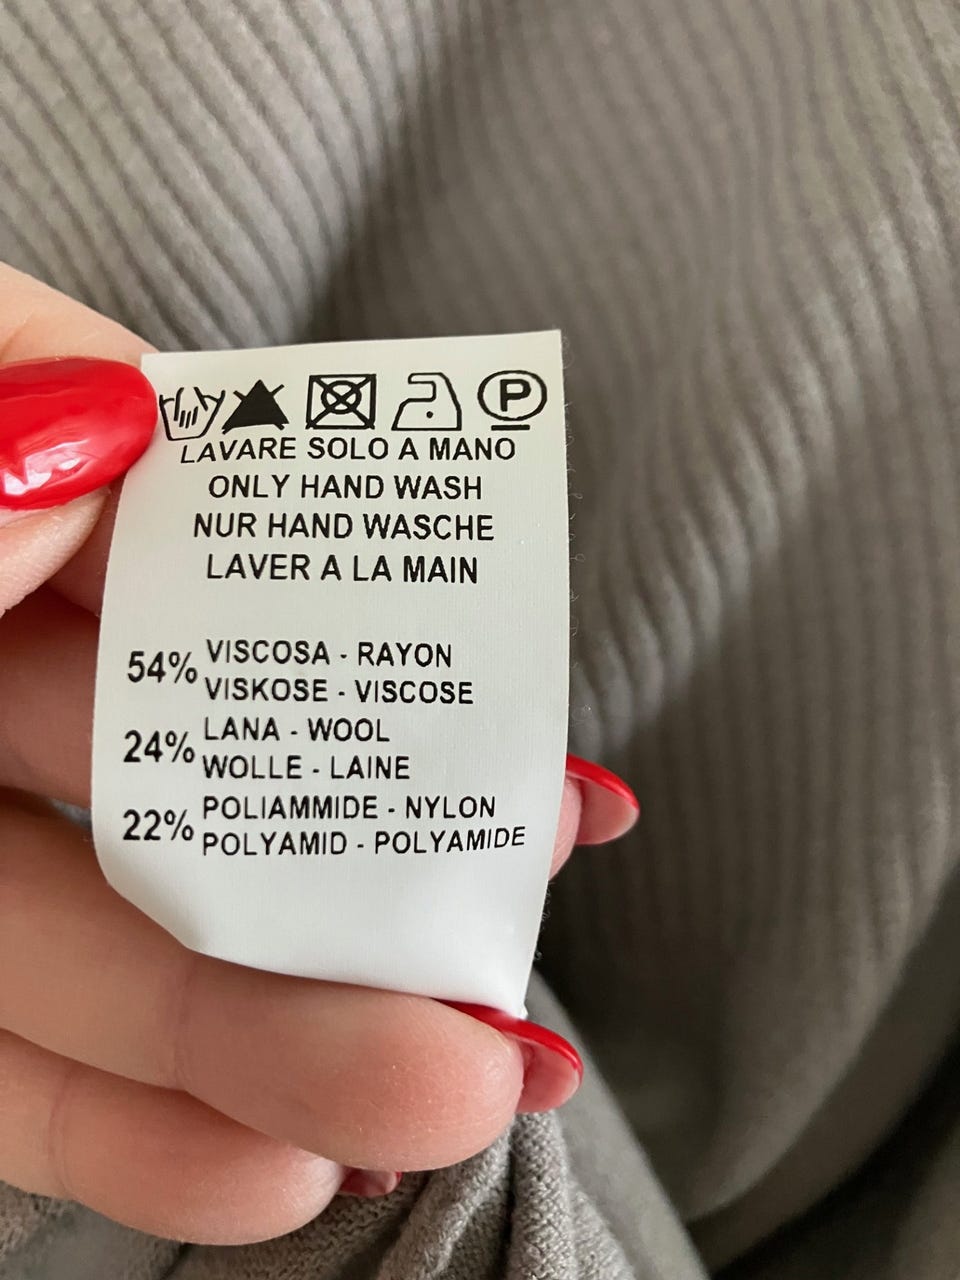 P
LAVARE SOLO A MANO
ONLY HAND WASH
NUR HAND WASCHE
LAVER A LA MAIN
54% VISCOSA - RAYON
VISKOSE - VISCOSE
24% LANA - WOOL
WOLLE - LAINE
22% POLIAMMIDE - NYLON
POLYAMID - POLYAMIDE